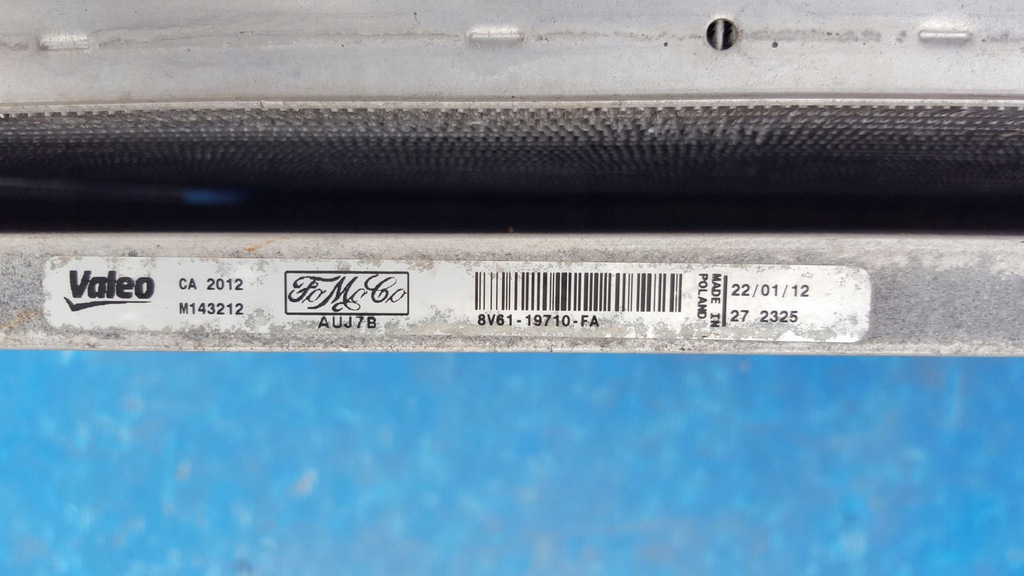 Valeo
CA 2012
M143212
FoMoCo
AUJ7B
8V61-19710-FA
MADE IN
POLAND
22/01/12
27 2325